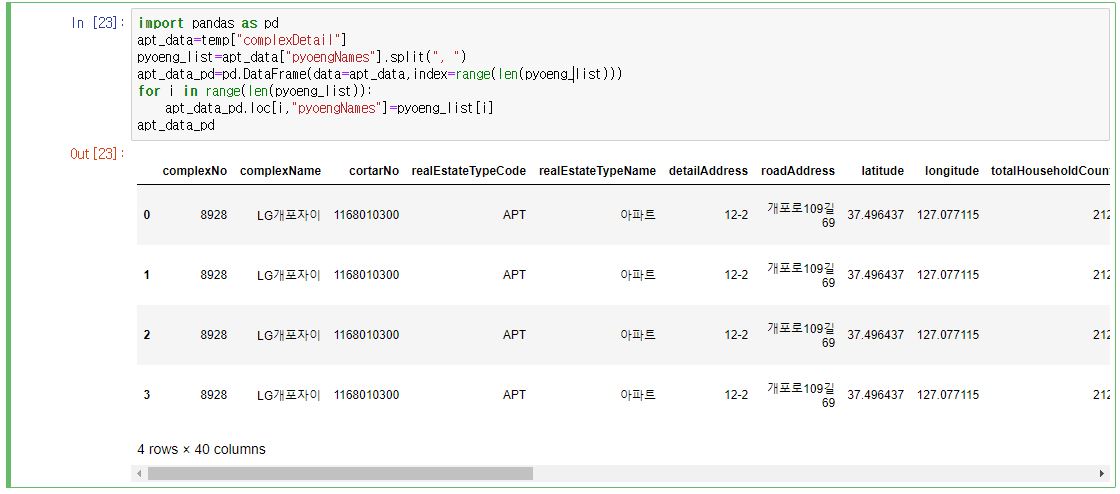 In [23]:
import pandas as pd
apt_data=temp["complexDetail"]
pyoeng_list=apt_data["pyoengNames"].split(", ")
apt_data_pd=pd.DataFrame(data=apt_data,index=range(len(pyoeng_list)))
for i in range(len(pyoeng_list)):
    apt_data_pd.loc[i,"pyoengNames"]=pyoeng_list[i]
apt_data_pd
Out[23]:
complexNo complexName cortarNo realEstateTypeCode realEstateTypeName detailAddress roadAddress latitude longitude totalHouseholdCoun
0 8928 LG개포자이 1168010300 APT 아파트 12-2 개포로109길 69 37.496437 127.077115 212
1 8928 LG개포자이 1168010300 APT 아파트 12-2 개포로109길 69 37.496437 127.077115 212
2 8928 LG개포자이 1168010300 APT 아파트 12-2 개포로109길 69 37.496437 127.077115 212
3 8928 LG개포자이 1168010300 APT 아파트 12-2 개포로109길 69 37.496437 127.077115 212
4 rows × 40 columns